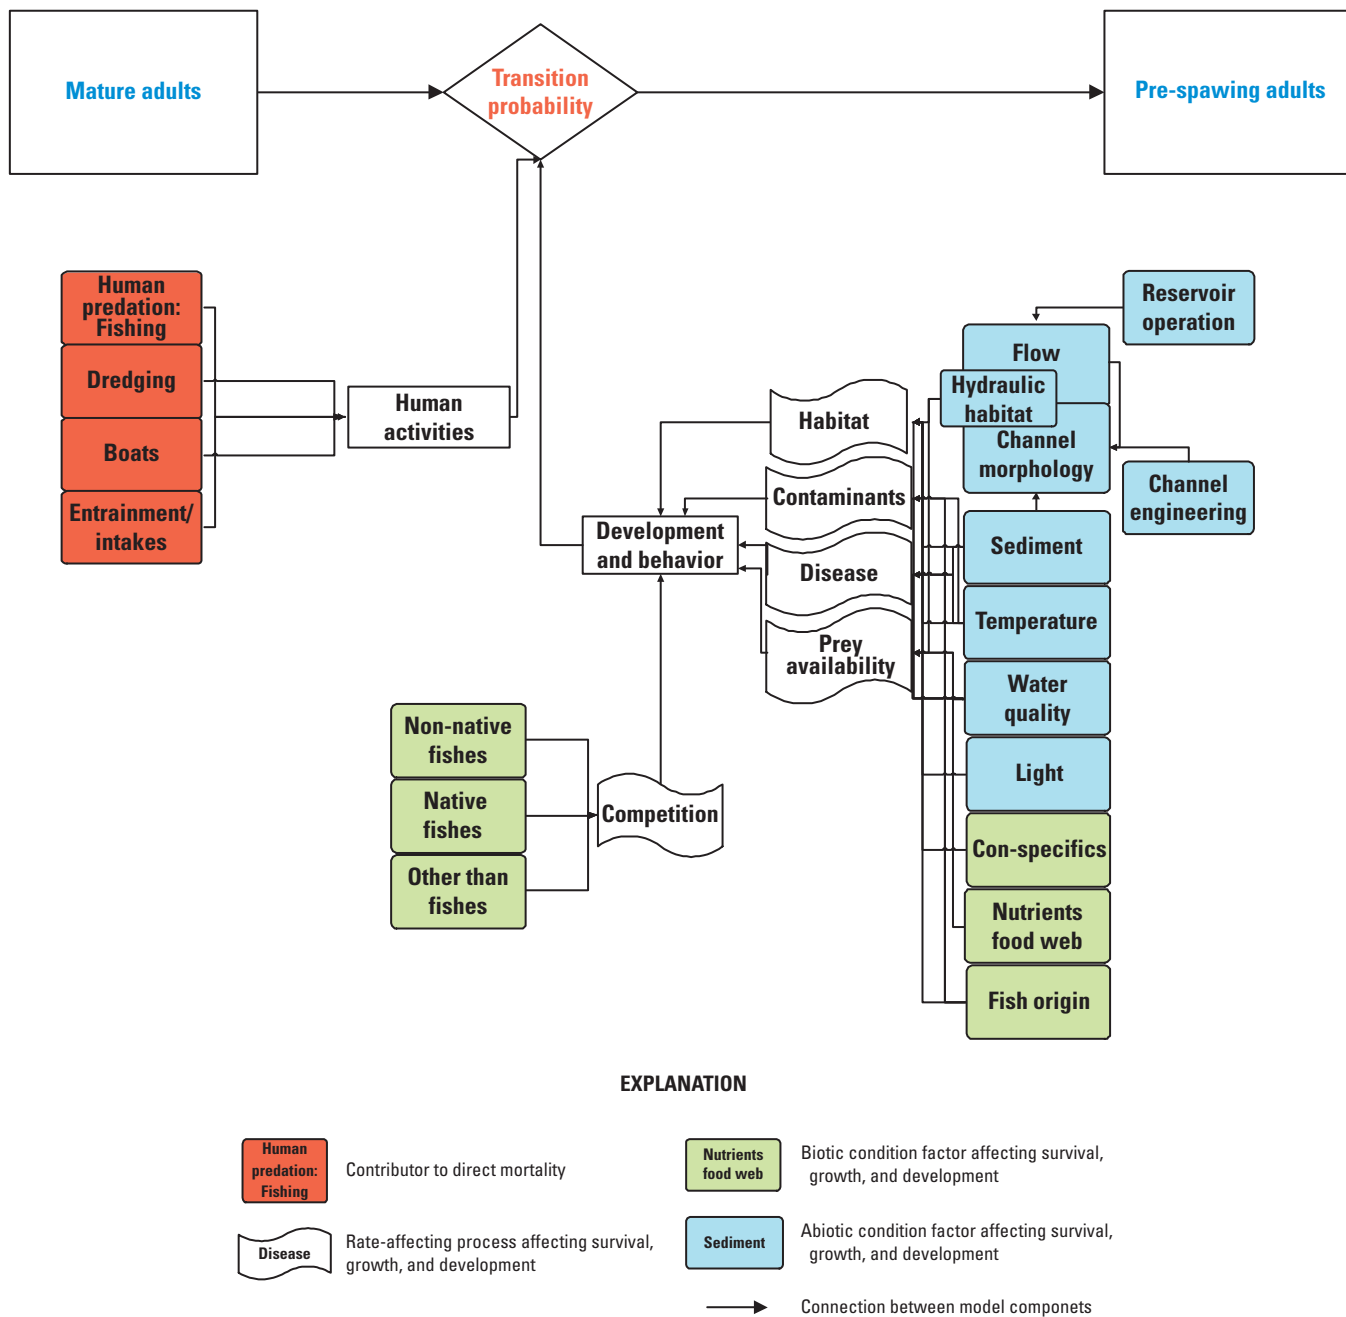 Mature adults
Transition
probability
Pre-spawing adults
Human
predation:
Fishing
Dredging
Boats
Entrainment/
intakes
Human
activities
Reservoir
operation
Flow
Hydraulic
habitat
Channel
morphology
Channel
engineering
Habitat
Contaminants
Disease
Prey
availability
Development
and behavior
Sediment
Temperature
Water
quality
Light
Con-specifics
Nutrients
food web
Fish origin
Non-native
fishes
Native
fishes
Other than
fishes
Competition
EXPLANATION
Human
predation:
Fishing
Contributor to direct mortality
Disease
Rate-affecting process affecting survival,
growth, and development
Nutrients
food web
Biotic condition factor affecting survival,
growth, and development
Sediment
Abiotic condition factor affecting survival,
growth, and development
Connection between model componets